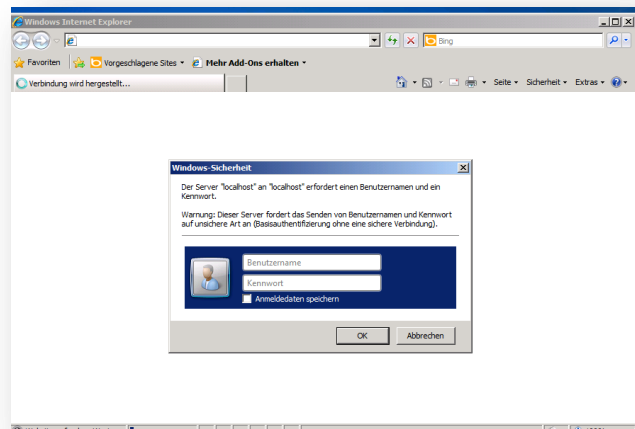 Windows Internet Explorer
Bing
Favoriten Vorgeschlagene Sites Mehr Add-Ons erhalten
Verbindung wird hergestellt... Seite Sicherheit Extras
Windows-Sicherheit
Der Server "localhost" an "localhost" erfordert einen Benutzernamen und ein
Kennwort.
Warnung: Dieser Server fordert das Senden von Benutzernamen und Kennwort
auf unsichere Art an (Basisauthentifizierung ohne eine sichere Verbindung).
Benutzername
Kennwort
Anmeldedaten speichern
OK Abbrechen